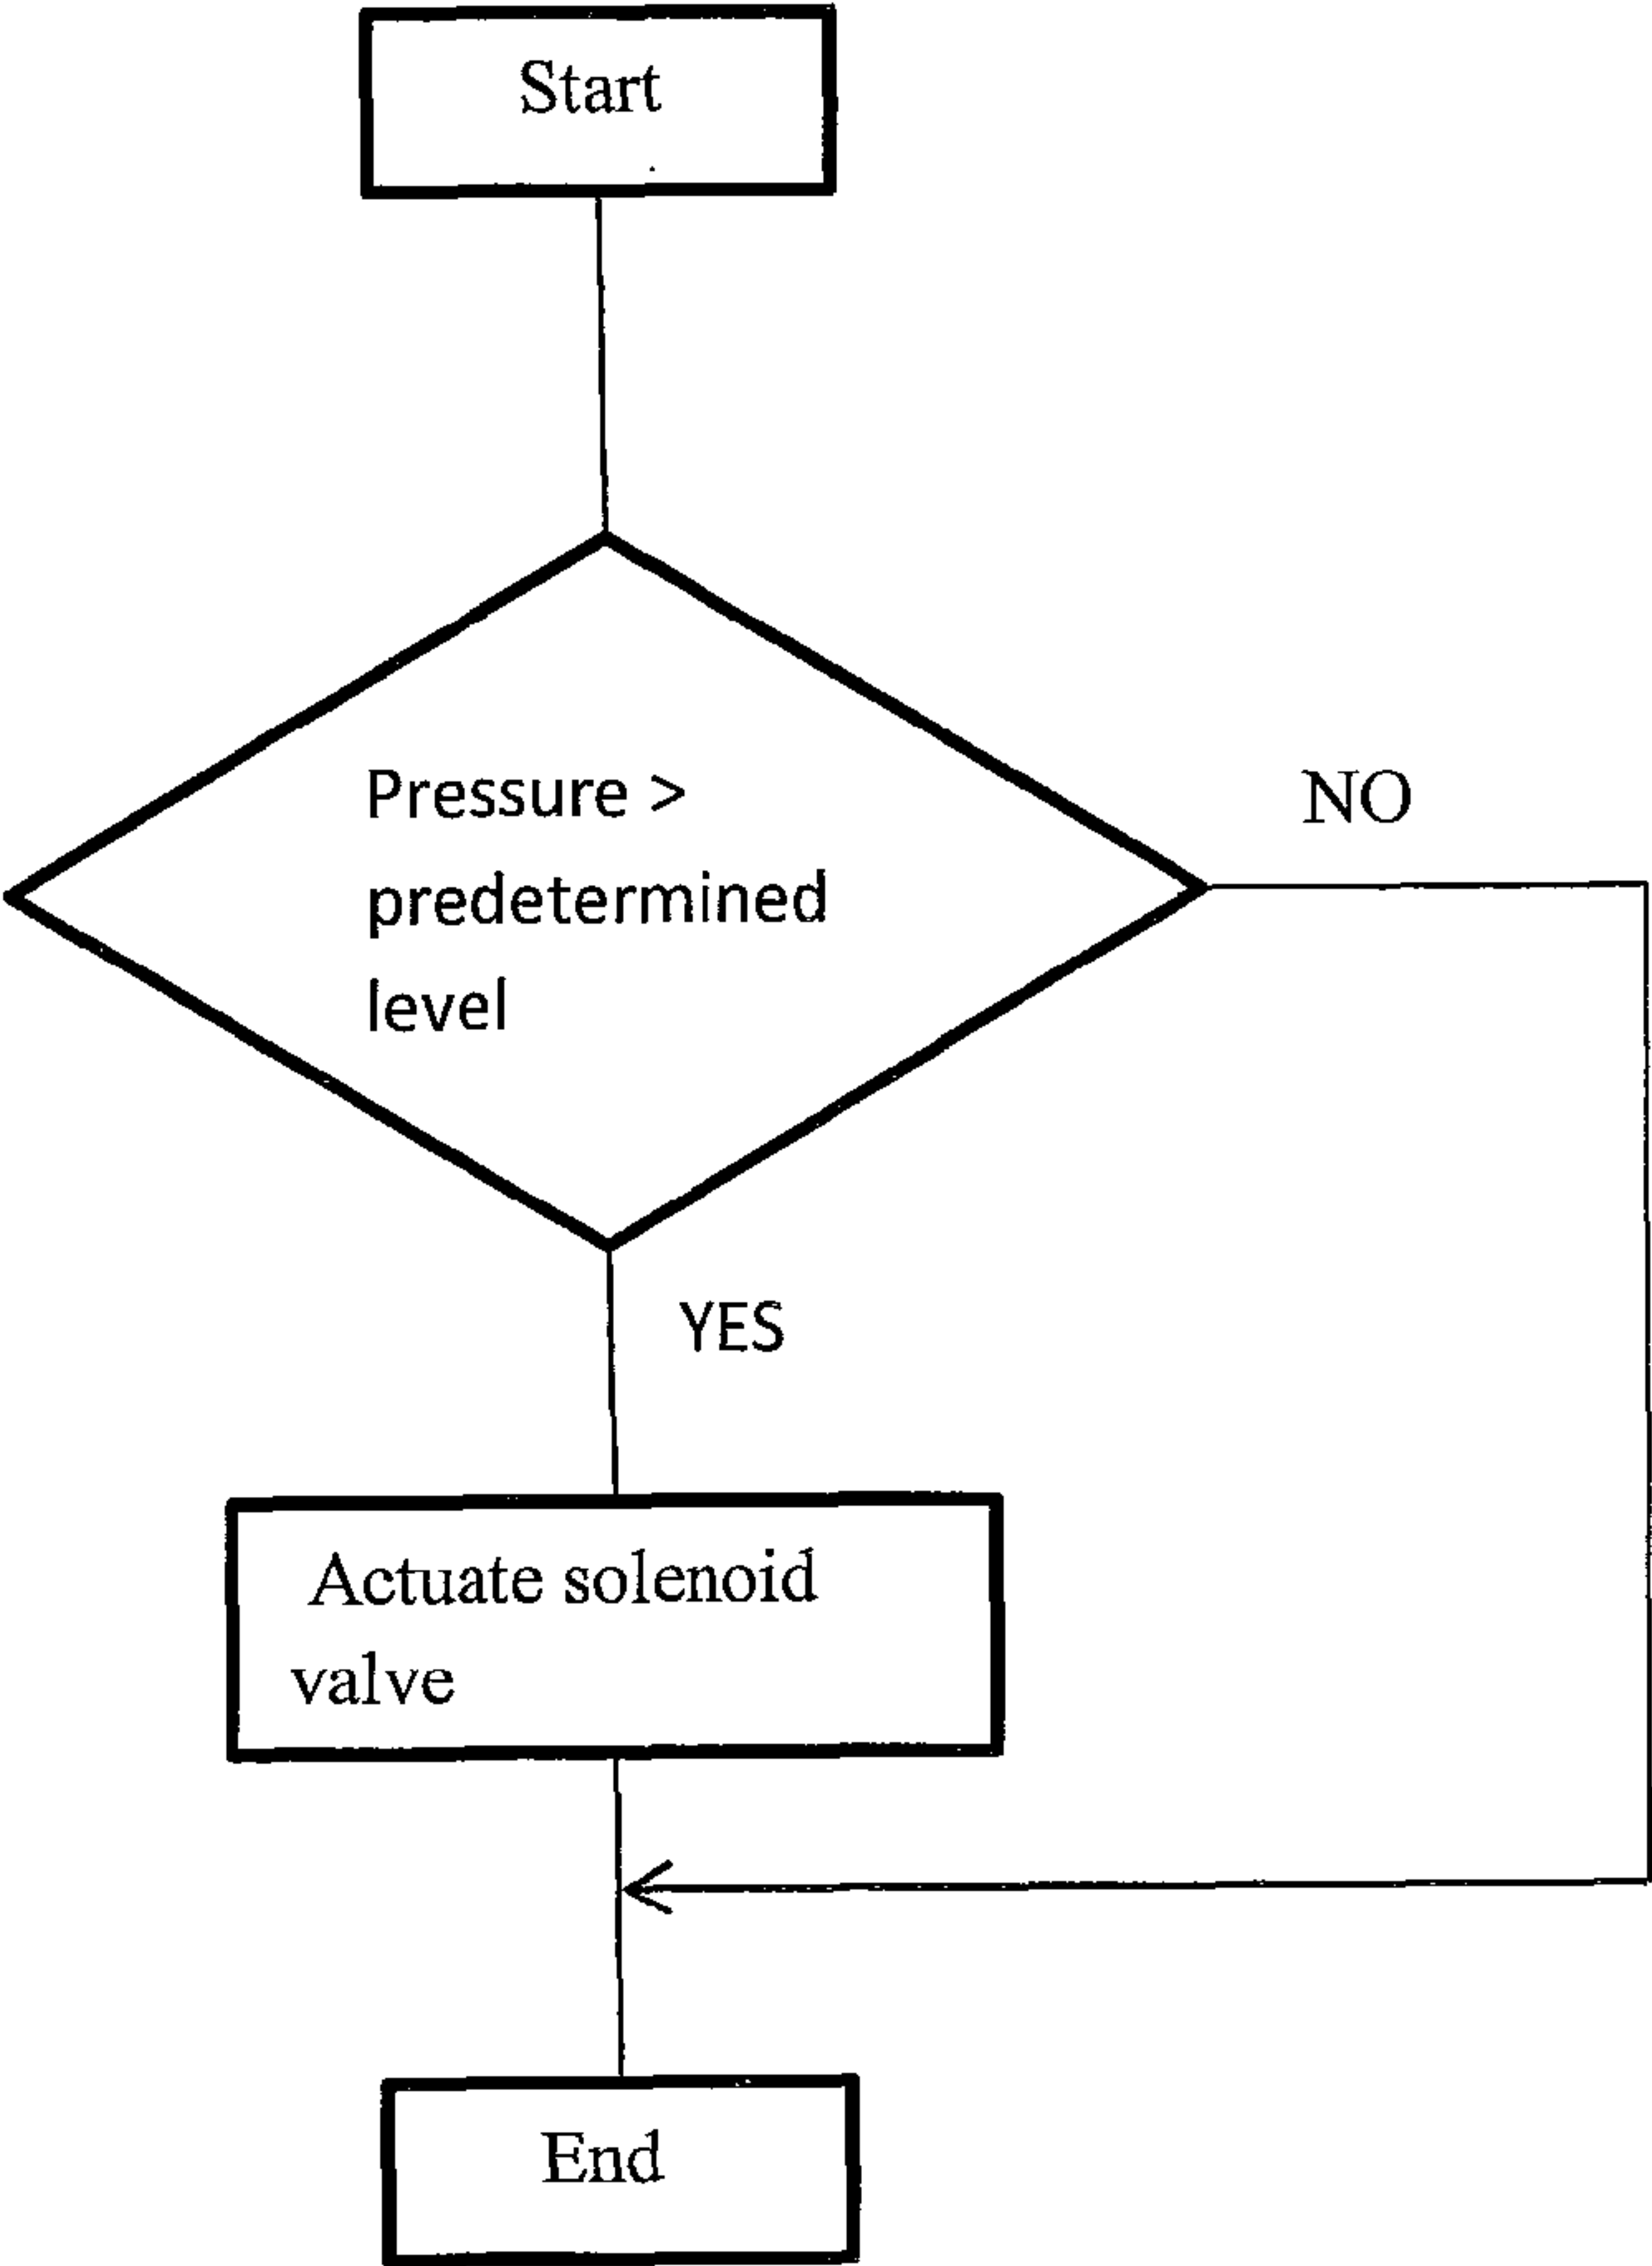 Start
Pressure >
predetermined
level
NO
YES
Actuate solenoid
valve
End